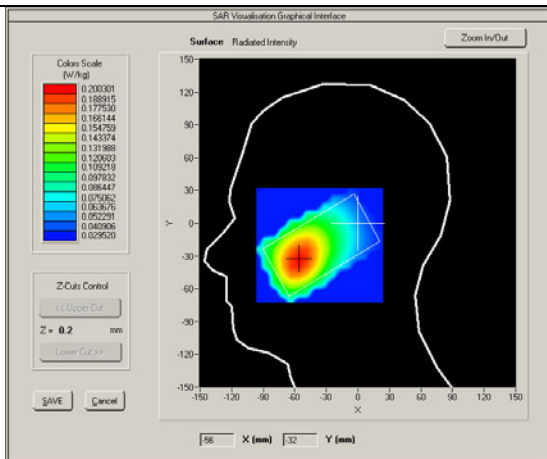 SAR Visualisation Graphical Interface
Surface Radiated Intensity
Zoom In/Out
Colors Scale
(W/kg)
0.200301
0.188915
0.177530
0.166144
0.154759
0.143374
0.131988
0.120603
0.109218
0.097832
0.086447
0.075062
0.063676
0.052291
0.040906
0.029520
Z-Cuts Control
<< Upper Cut
Z = 0.2 mm
Lower Cut >>
SAVE Cancel
150
120
90
60
30
0
-30
-60
-90
-120
-150
Y
-150 -120 -90 -60 -30 0 30 60 90 120 150
X
-56 X (mm) -32 Y (mm)